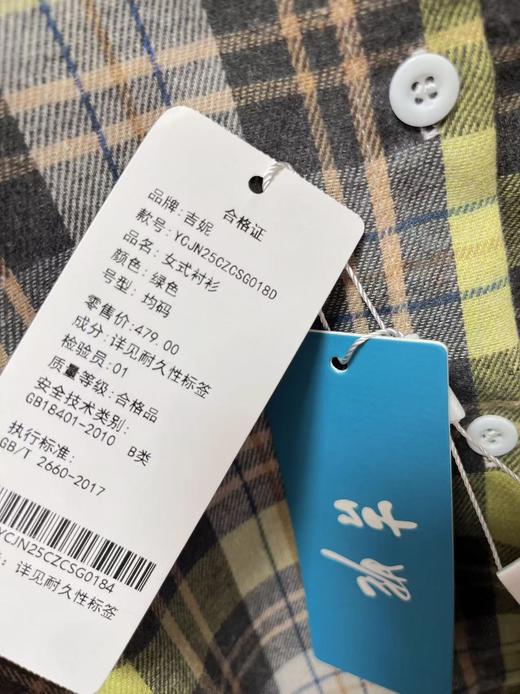 合格证
品牌:吉妮
款号:YCJN25CZCSG018D
品名:女式衬衫
颜色:绿色
号型:均码
零售价:479.00
成分:详见耐久性标签
检验员:01
质量等级:合格品
安全技术类别:
GB18401-2010 B类
执行标准:
GB/T 2660-2017
YCJN25CZCSG0184
:详见耐久性标签